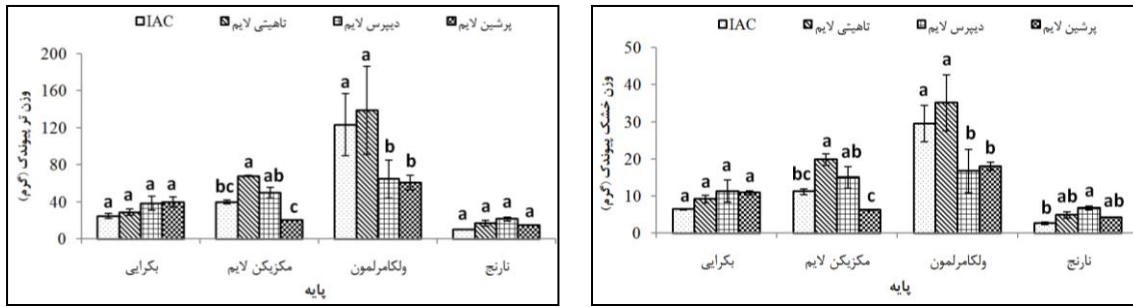 IAC تاهیتی لایم دیپرس لایم پرشین لایم
وزن تر پیوندک (گرم)
200
160
120
80
40
0
a a a a
bc a ab c
a a b b
a a a a
بکرایی مکزیکن لایم ولکامرلمون نارنج
پایه
IAC تاهیتی لایم دیپرس لایم پرشین لایم
وزن خشک پیوندک (گرم)
50
40
30
20
10
0
a a a a
bc a ab c
a a b b
b ab a ab
بکرایی مکزیکن لایم ولکامرلمون نارنج
پایه